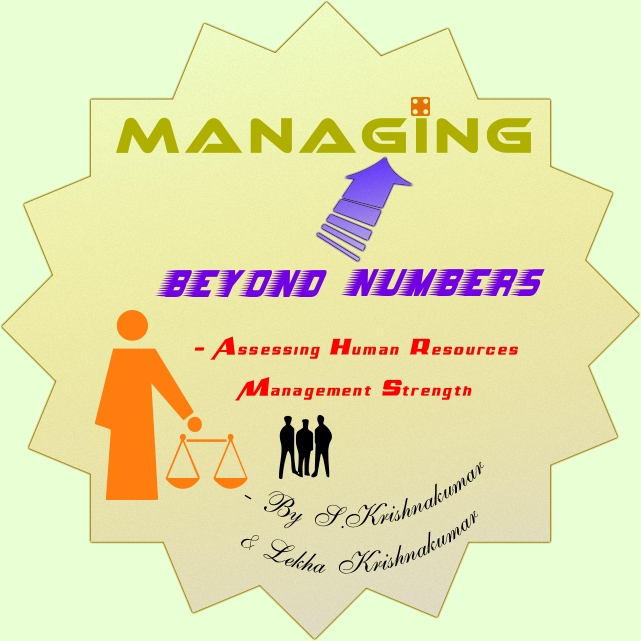 MANAGING
BEYOND NUMBERS
- Assessing Human Resources
Management Strength
- By S.Krishnakumar
& Lekha Krishnakumar